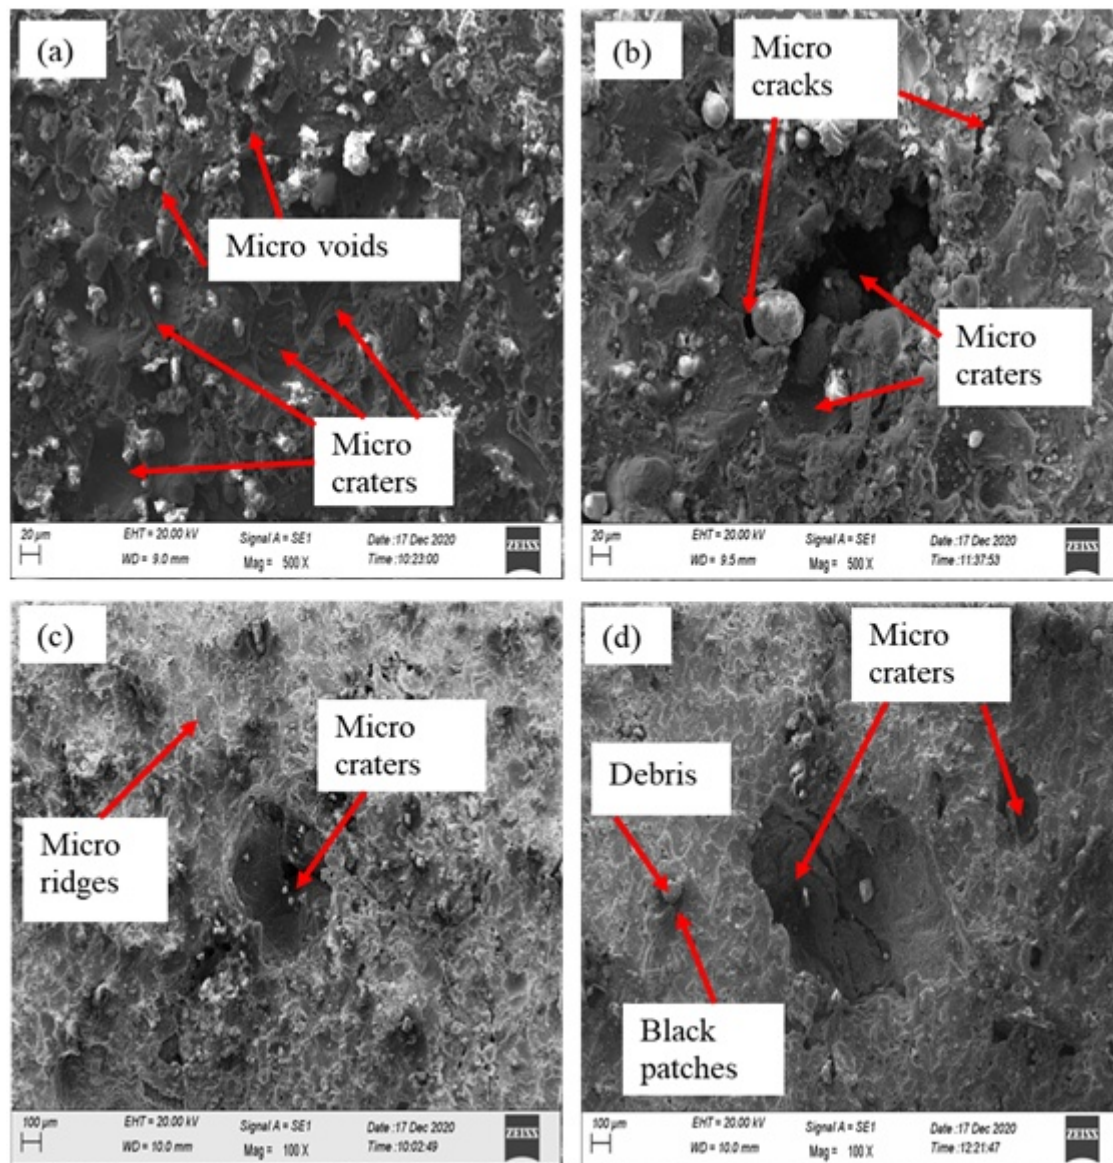 (a)
Micro voids
Micro
craters
20 µm
EHT = 20.00 kV
WD = 9.0 mm
Signal A = SE1
Mag = 500 X
Date :17 Dec 2020
Time :10:23:00
ZEISS
(b)
Micro
cracks
Micro
craters
20 µm
EHT = 20.00 kV
WD = 9.5 mm
Signal A = SE1
Mag = 500 X
Date :17 Dec 2020
Time :11:37:53
ZEISS
(c)
Micro
craters
Micro
ridges
100 µm
EHT = 20.00 kV
WD = 10.0 mm
Signal A = SE1
Mag = 100 X
Date :17 Dec 2020
Time :10:02:49
ZEISS
(d)
Micro
craters
Debris
Black
patches
100 µm
EHT = 20.00 kV
WD = 10.0 mm
Signal A = SE1
Mag = 100 X
Date :17 Dec 2020
Time :12:21:47
ZEISS